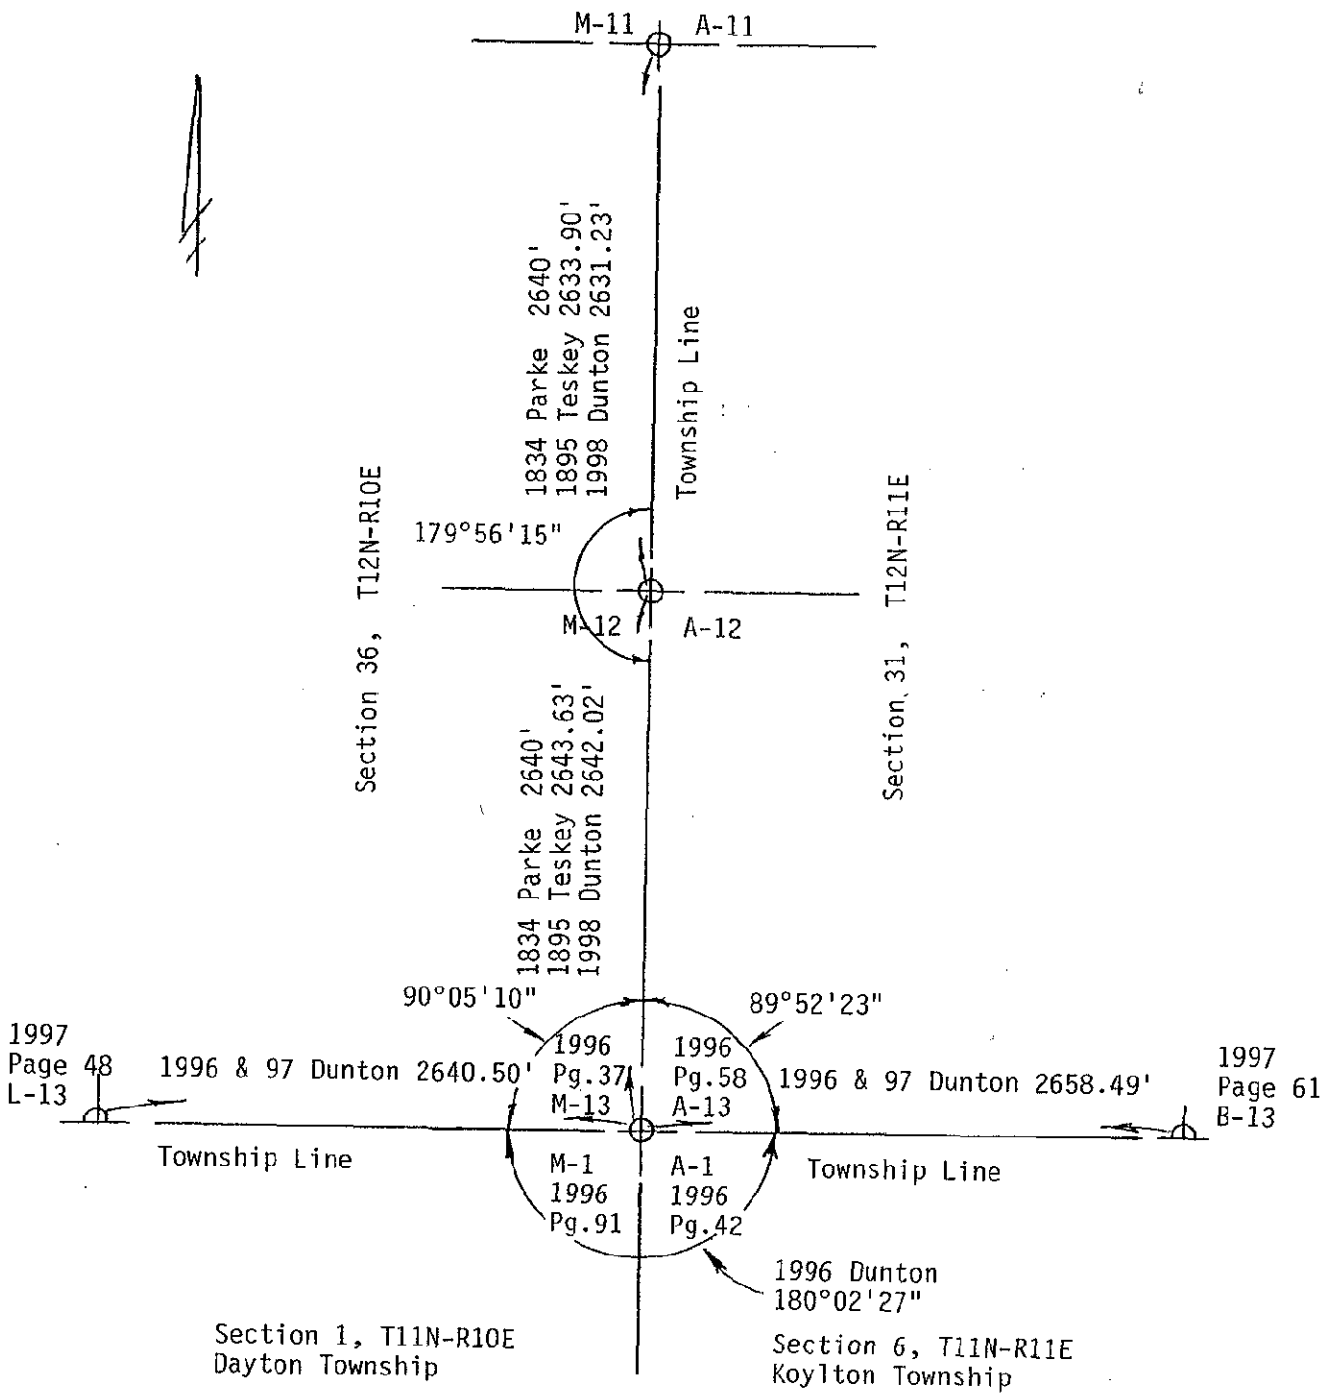 M-11
A-11
1834 Parke 2640'
1895 Teskey 2633.90'
1998 Dunton 2631.23'
Township Line
179°56'15"
Section 36, T12N-R10E
Section 31, T12N-R11E
M-12
A-12
1834 Parke 2640'
1895 Teskey 2643.63'
1998 Dunton 2642.02'
90°05'10"
89°52'23"
1997
Page 48
L-13
1996 & 97 Dunton 2640.50'
1996
Pg.37
M-13
1996
Pg.58
A-13
1996 & 97 Dunton 2658.49'
1997
Page 61
B-13
Township Line
M-1
1996
Pg.91
A-1
1996
Pg.42
Township Line
1996 Dunton
180°02'27"
Section 1, T11N-R10E
Dayton Township
Section 6, T11N-R11E
Koylton Township